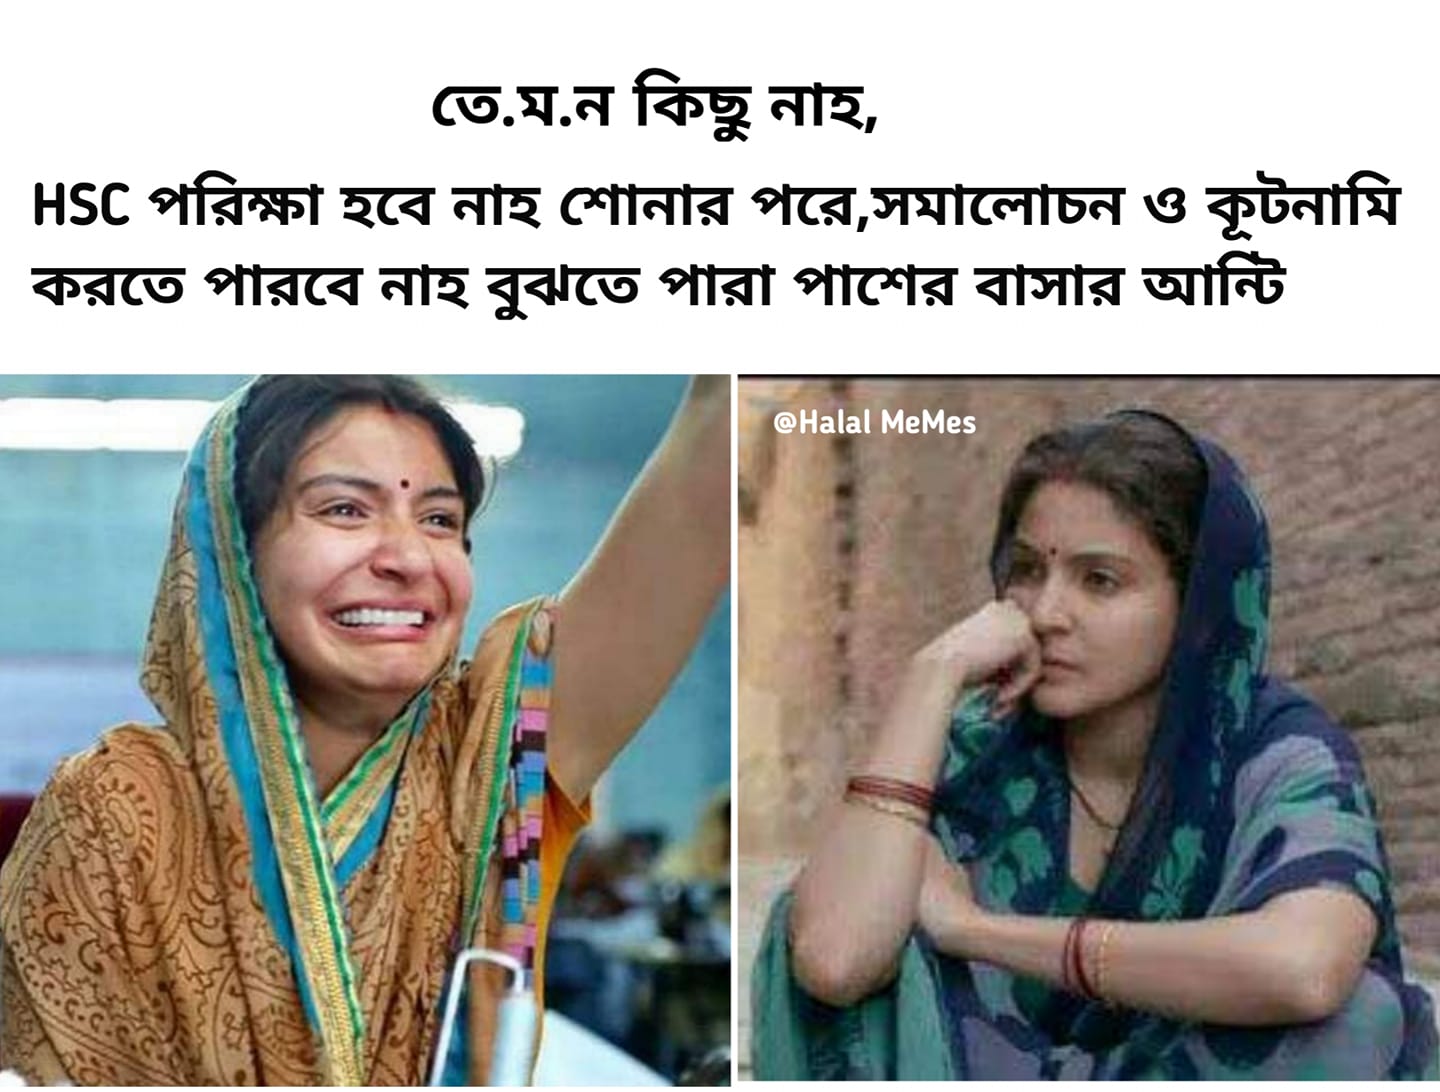 তে.ম.ন কিছু নাহ,
HSC পরিক্ষা হবে নাহ শোনার পরে,সমালোচন ও কূটনামি
করতে পারবে নাহ বুঝতে পারা পাশের বাসার আন্টি
@Halal MeMes